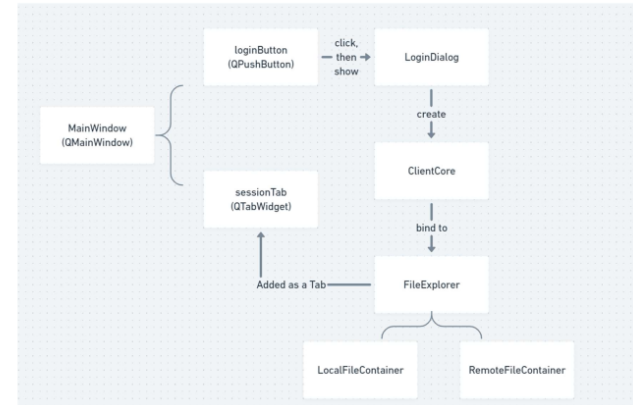 loginButton
(QPushButton)
click,
then
show
LoginDialog
MainWindow
(QMainWindow)
create
ClientCore
sessionTab
(QTabWidget)
bind to
Added as a Tab
FileExplorer
LocalFileContainer
RemoteFileContainer